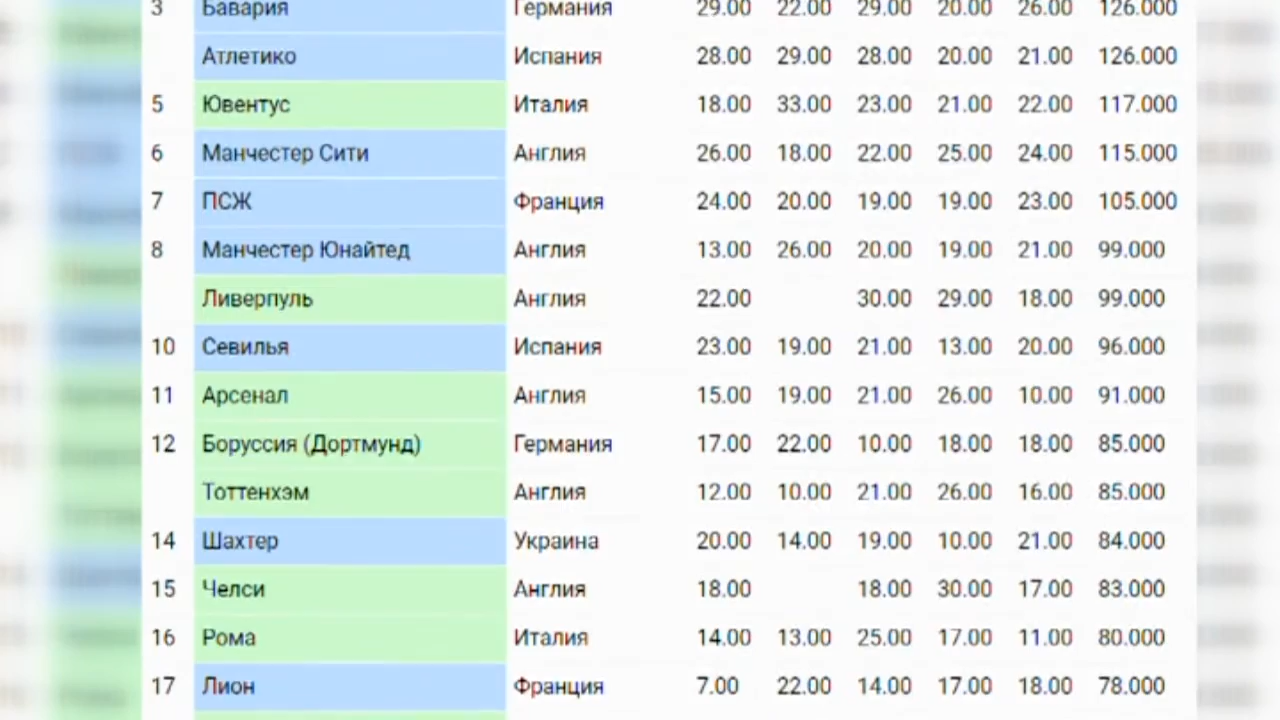 3 Бавария Германия 29.00 22.00 29.00 20.00 26.00 126.000
Атлетико Испания 28.00 29.00 28.00 20.00 21.00 126.000
5 Ювентус Италия 18.00 33.00 23.00 21.00 22.00 117.000
6 Манчестер Сити Англия 26.00 18.00 22.00 25.00 24.00 115.000
7 ПСЖ Франция 24.00 20.00 19.00 19.00 23.00 105.000
8 Манчестер Юнайтед Англия 13.00 26.00 20.00 19.00 21.00 99.000
Ливерпуль Англия 22.00 30.00 29.00 18.00 99.000
10 Севилья Испания 23.00 19.00 21.00 13.00 20.00 96.000
11 Арсенал Англия 15.00 19.00 21.00 26.00 10.00 91.000
12 Боруссия (Дортмунд) Германия 17.00 22.00 10.00 18.00 18.00 85.000
Тоттенхэм Англия 12.00 10.00 21.00 26.00 16.00 85.000
14 Шахтер Украина 20.00 14.00 19.00 10.00 21.00 84.000
15 Челси Англия 18.00 18.00 30.00 17.00 83.000
16 Рома Италия 14.00 13.00 25.00 17.00 11.00 80.000
17 Лион Франция 7.00 22.00 14.00 17.00 18.00 78.000